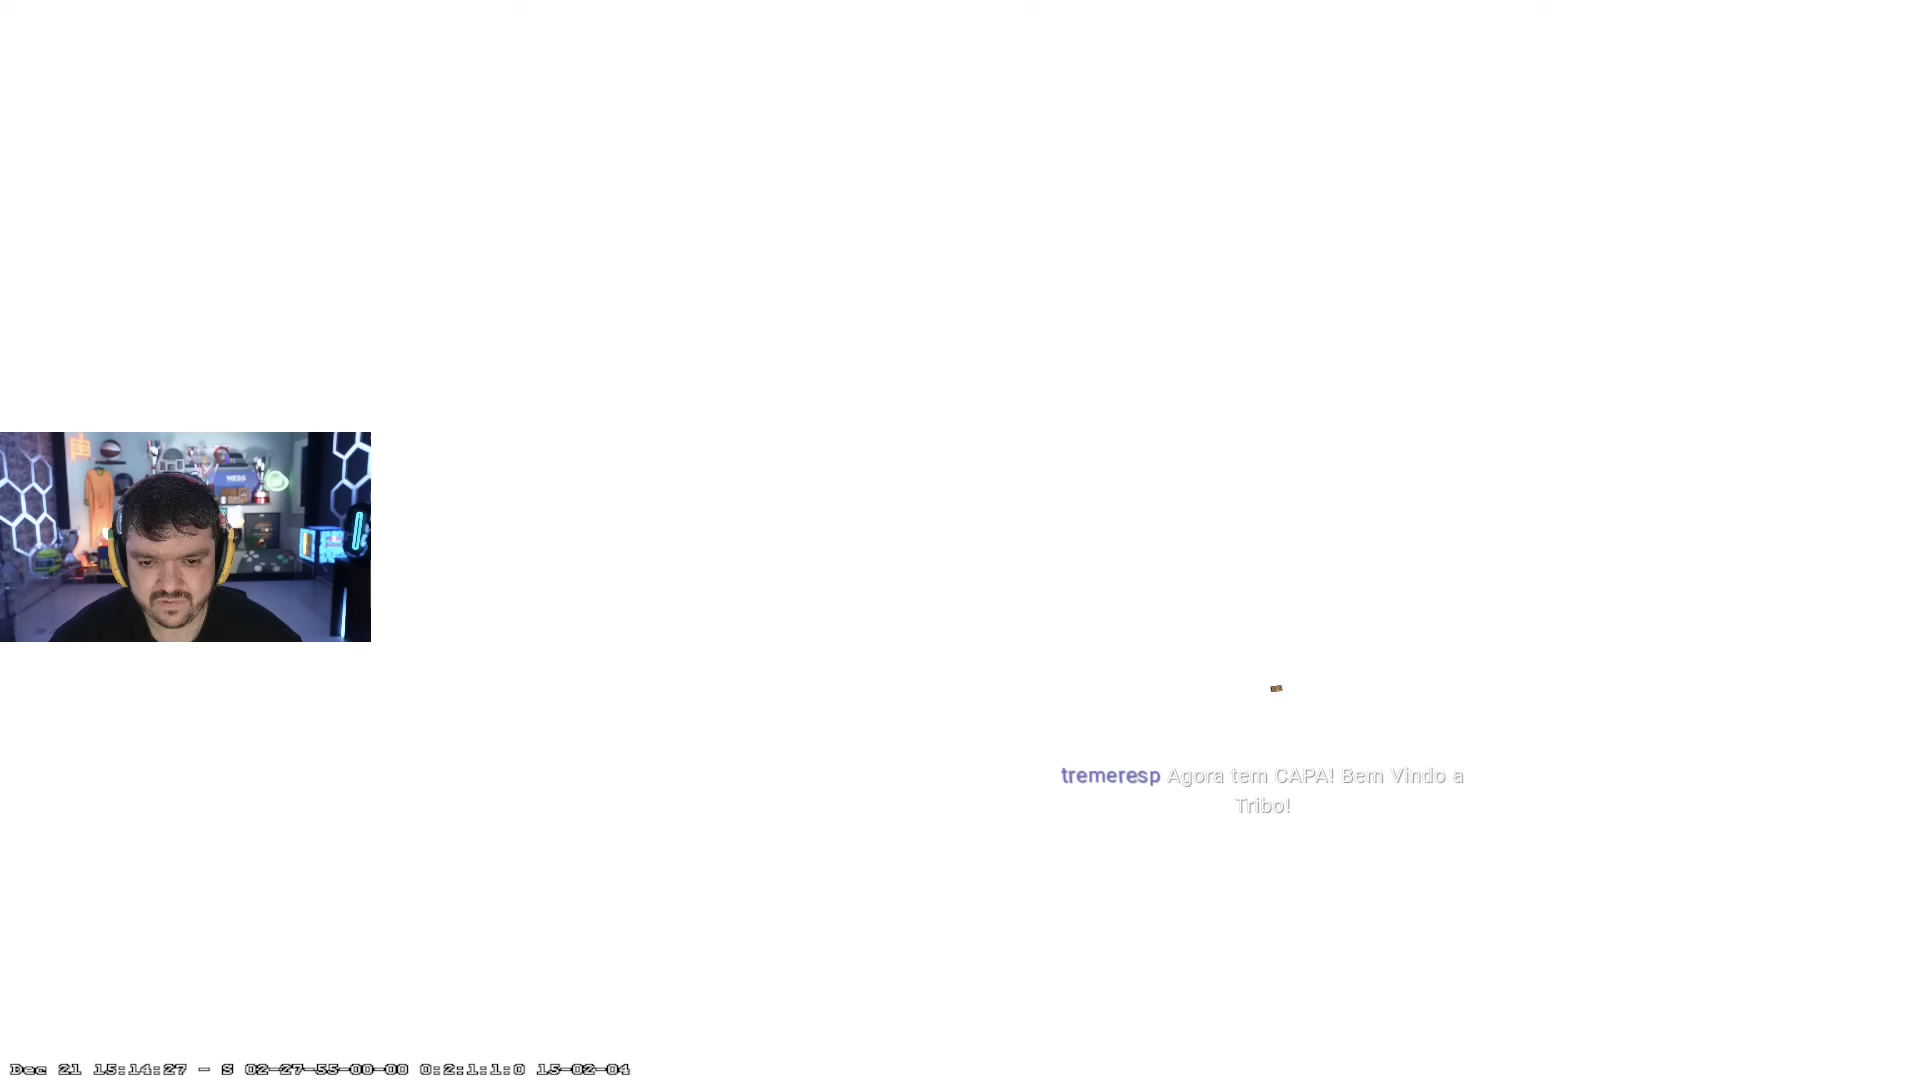 WESG
tremeresp Agora tem CAPA! Bem Vindo a
Tribo!
Dec 21 15:14:27 - S 02-27-55-00-00 0:2:1:1:0 15-02-04